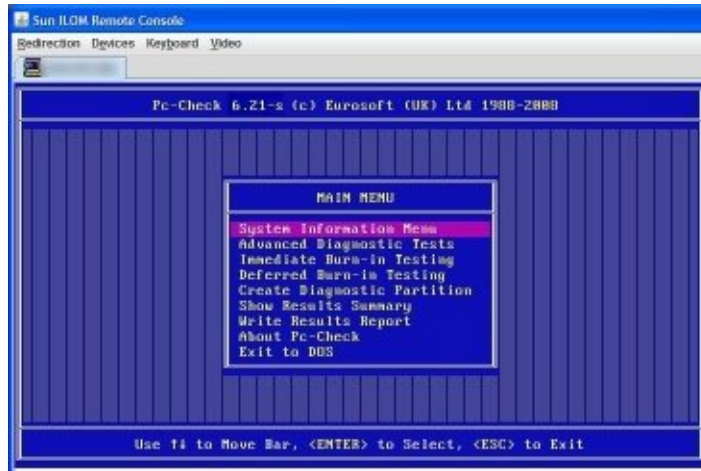 Sun ILOM Remote Console
Redirection Devices Keyboard Video
Pc-Check 6.21-s (c) Eurosoft (UK) Ltd 1988-2008
MAIN MENU
System Information Menu
Advanced Diagnostic Tests
Immediate Burn-in Testing
Deferred Burn-in Testing
Create Diagnostic Partition
Show Results Summary
Write Results Report
About Pc-Check
Exit to DOS
Use ↑↓ to Move Bar, <ENTER> to Select, <ESC> to Exit